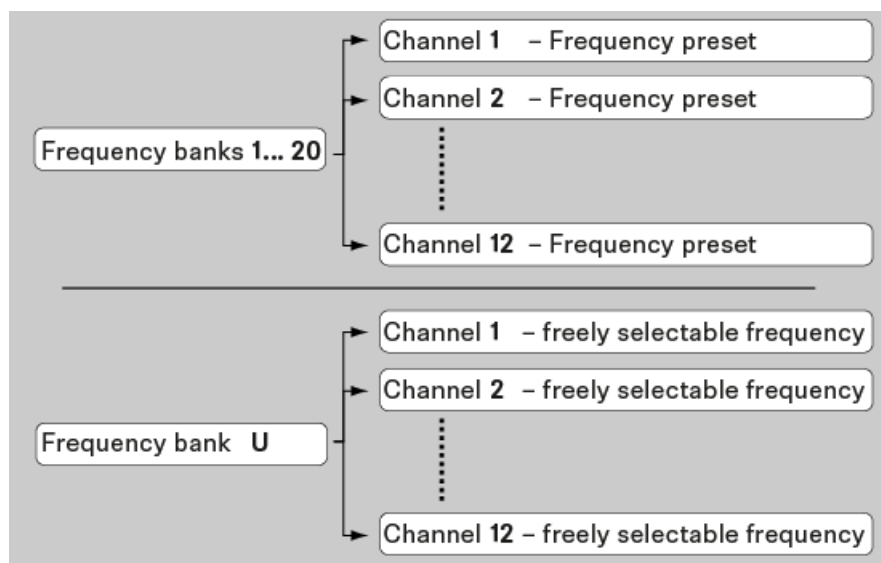 Channel 1 – Frequency preset
Channel 2 – Frequency preset
Frequency banks 1... 20
Channel 12 – Frequency preset
Channel 1 – freely selectable frequency
Channel 2 – freely selectable frequency
Frequency bank U
Channel 12 – freely selectable frequency